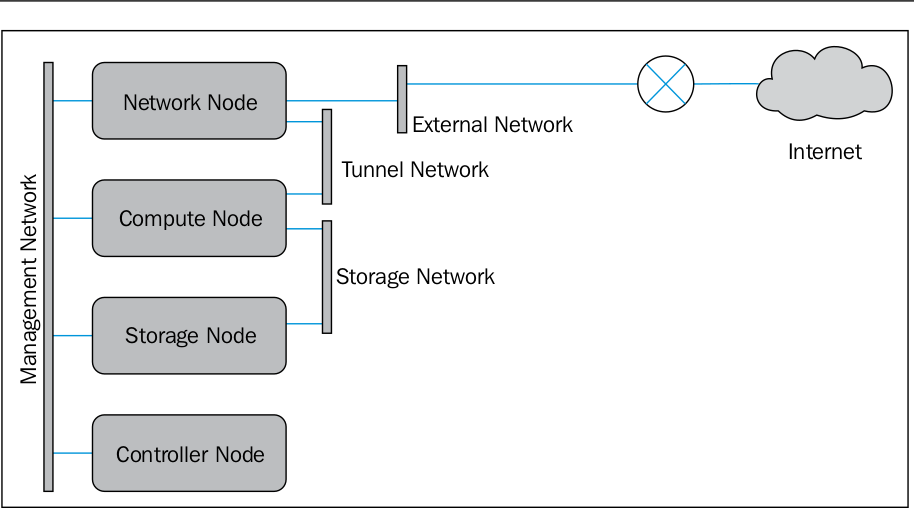 Network Node
External Network
Internet
Tunnel Network
Compute Node
Management Network
Storage Network
Storage Node
Controller Node